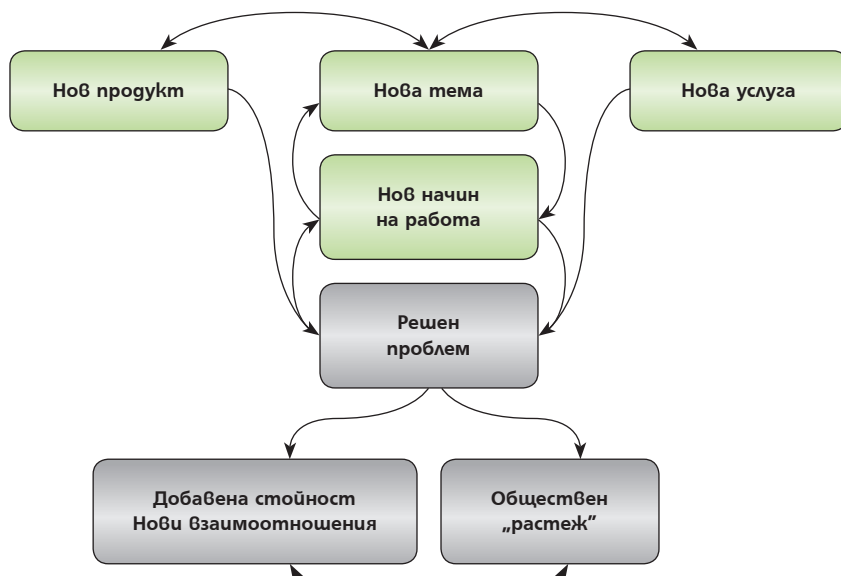 Нов продукт
Нова тема
Нова услуга
Нов начин
на работа
Решен
проблем
Добавена стойност
Нови взаимоотношения
Обществен
„растеж”